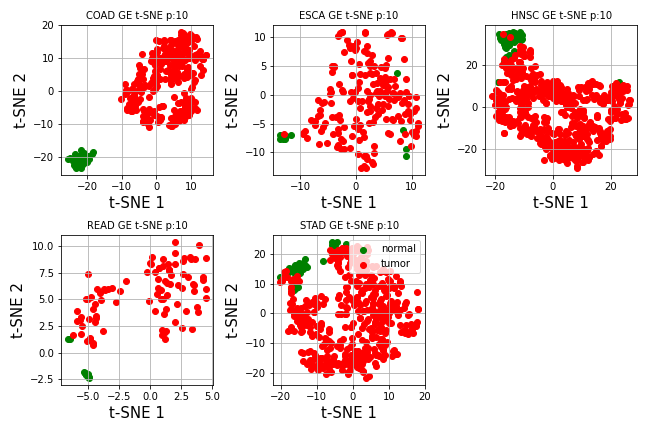 COAD GE t-SNE p:10
ESCA GE t-SNE p:10
HNSC GE t-SNE p:10
t-SNE 2
20
10
0
−10
−20
−20
−10
0
10
t-SNE 1
t-SNE 2
10
5
0
−5
−10
−10
0
10
t-SNE 1
t-SNE 2
20
0
−20
−20
0
20
t-SNE 1
READ GE t-SNE p:10
STAD GE t-SNE p:10
t-SNE 2
10.0
7.5
5.0
2.5
0.0
−2.5
−5.0
−2.5
0.0
2.5
5.0
t-SNE 1
t-SNE 2
20
10
0
−10
−20
−20
−10
0
10
20
t-SNE 1
normal
tumor